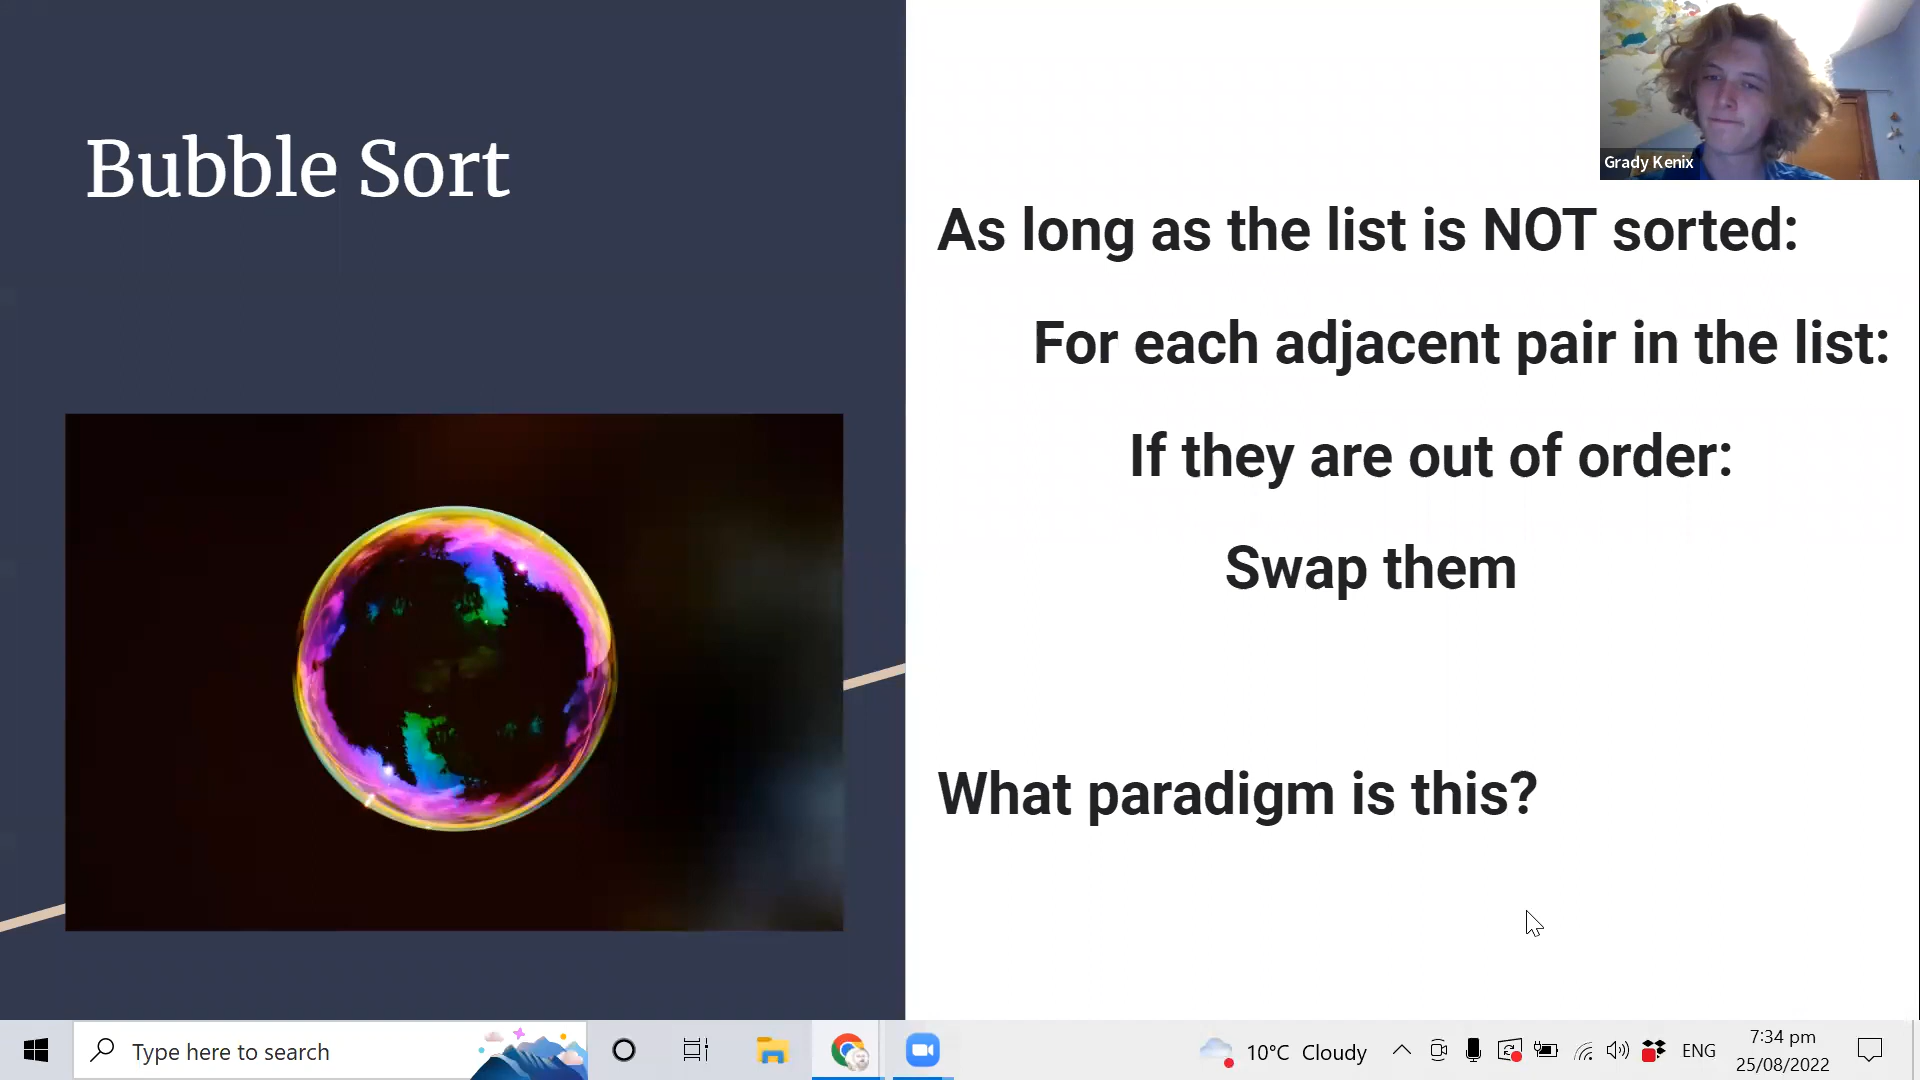 Bubble Sort
Grady Kenix
As long as the list is NOT sorted:
For each adjacent pair in the list:
If they are out of order:
Swap them
What paradigm is this?
Type here to search
10°C Cloudy
ENG
7:34 pm
25/08/2022